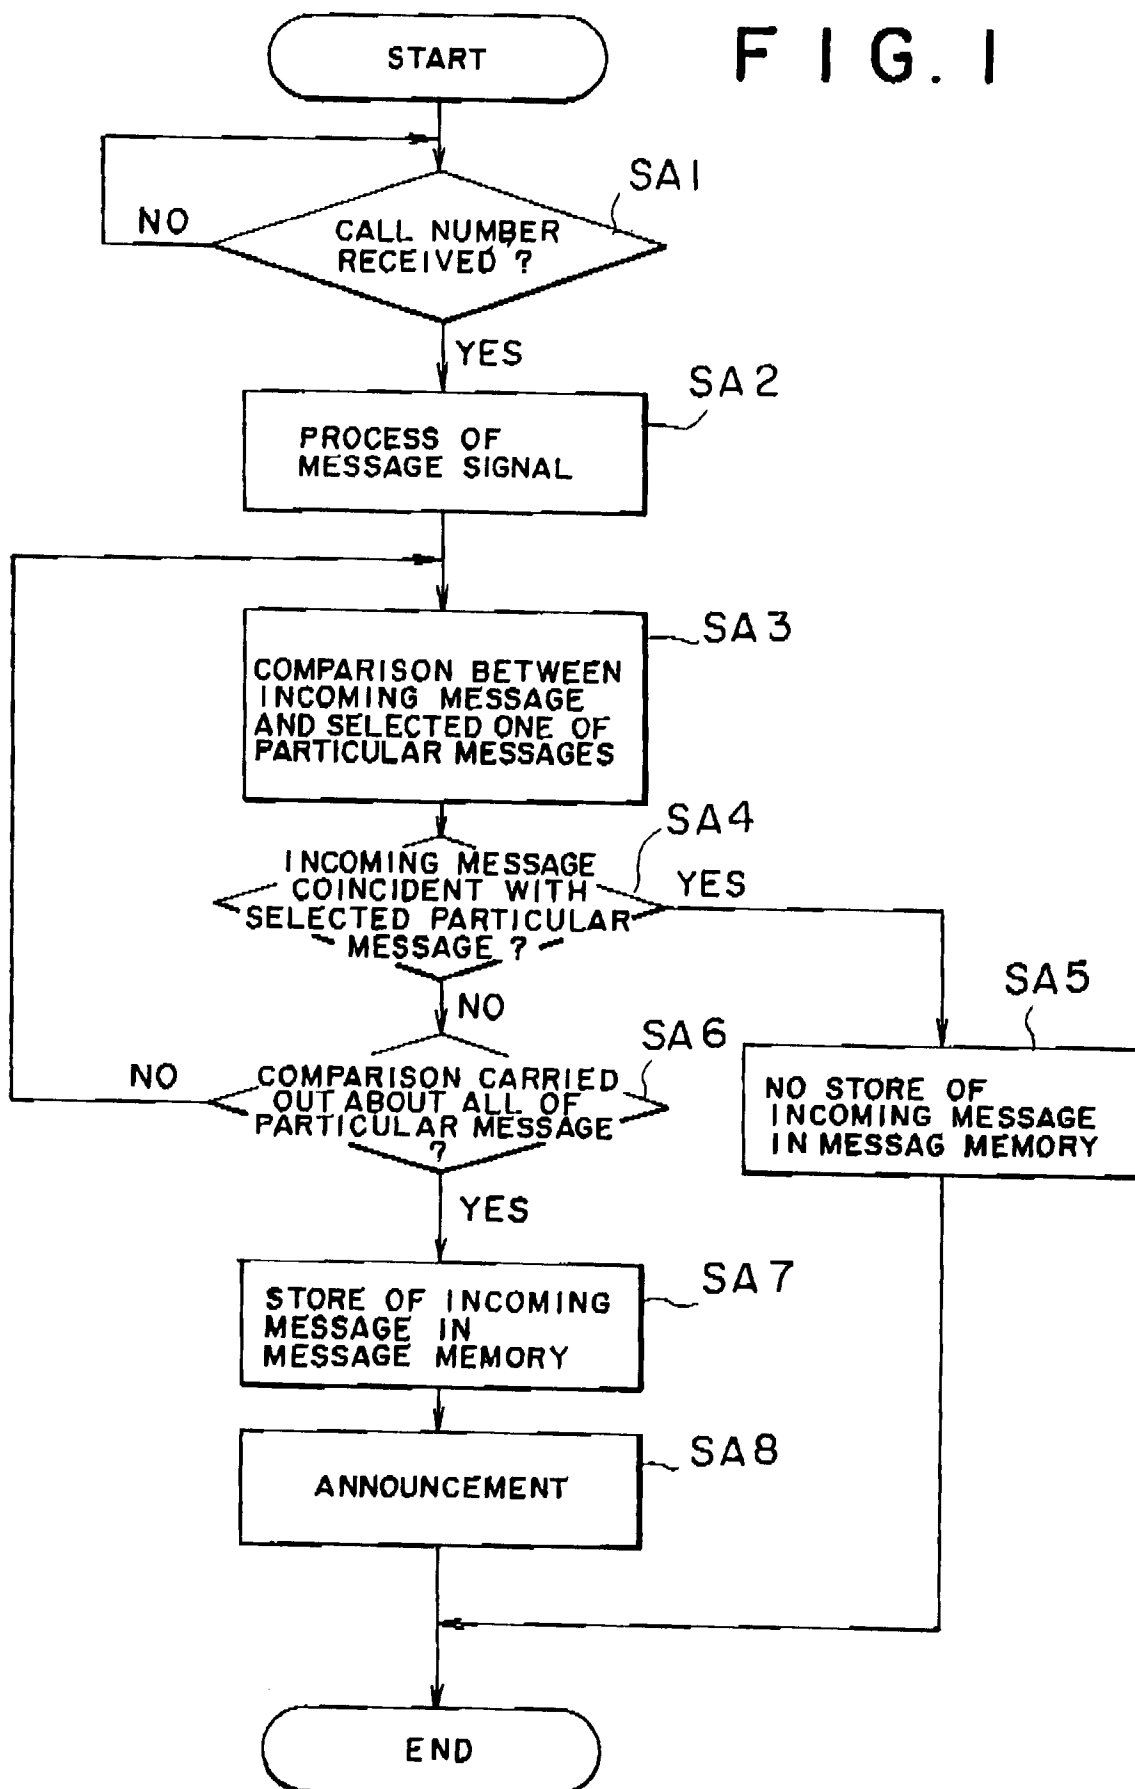 FIG. 1
START
SA1
CALL NUMBER
RECEIVED ?
NO
YES
SA2
PROCESS OF
MESSAGE SIGNAL
SA3
COMPARISON BETWEEN
INCOMING MESSAGE
AND SELECTED ONE OF
PARTICULAR MESSAGES
SA4
INCOMING MESSAGE
COINCIDENT WITH
SELECTED PARTICULAR
MESSAGE ?
YES
NO
SA5
NO STORE OF
INCOMING MESSAGE
IN MESSAG MEMORY
SA6
COMPARISON CARRIED
OUT ABOUT ALL OF
PARTICULAR MESSAGE
?
NO
YES
SA7
STORE OF INCOMING
MESSAGE IN
MESSAGE MEMORY
SA8
ANNOUNCEMENT
END